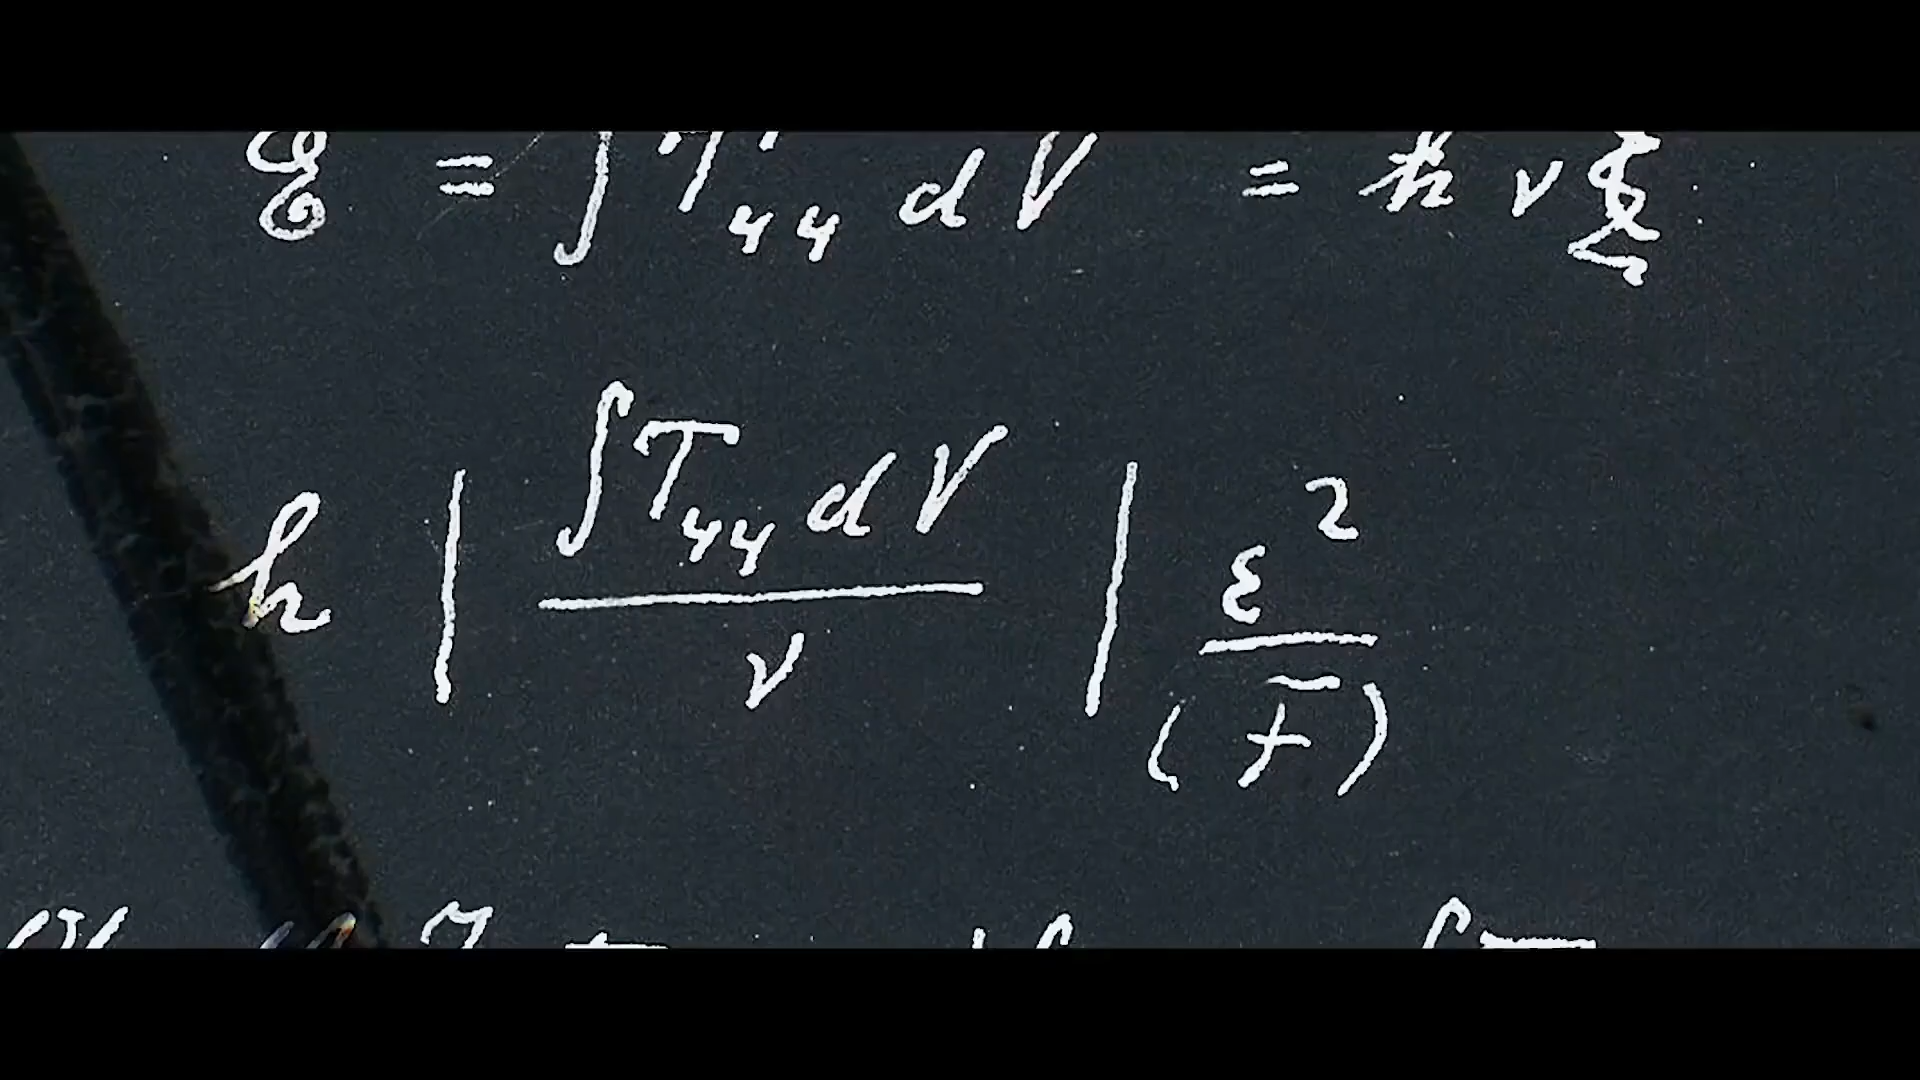 ℰ = ∫ T₄₄ dV = ℏ ν
h | ∫T₄₄ dV / ν | ε² / (f̄)